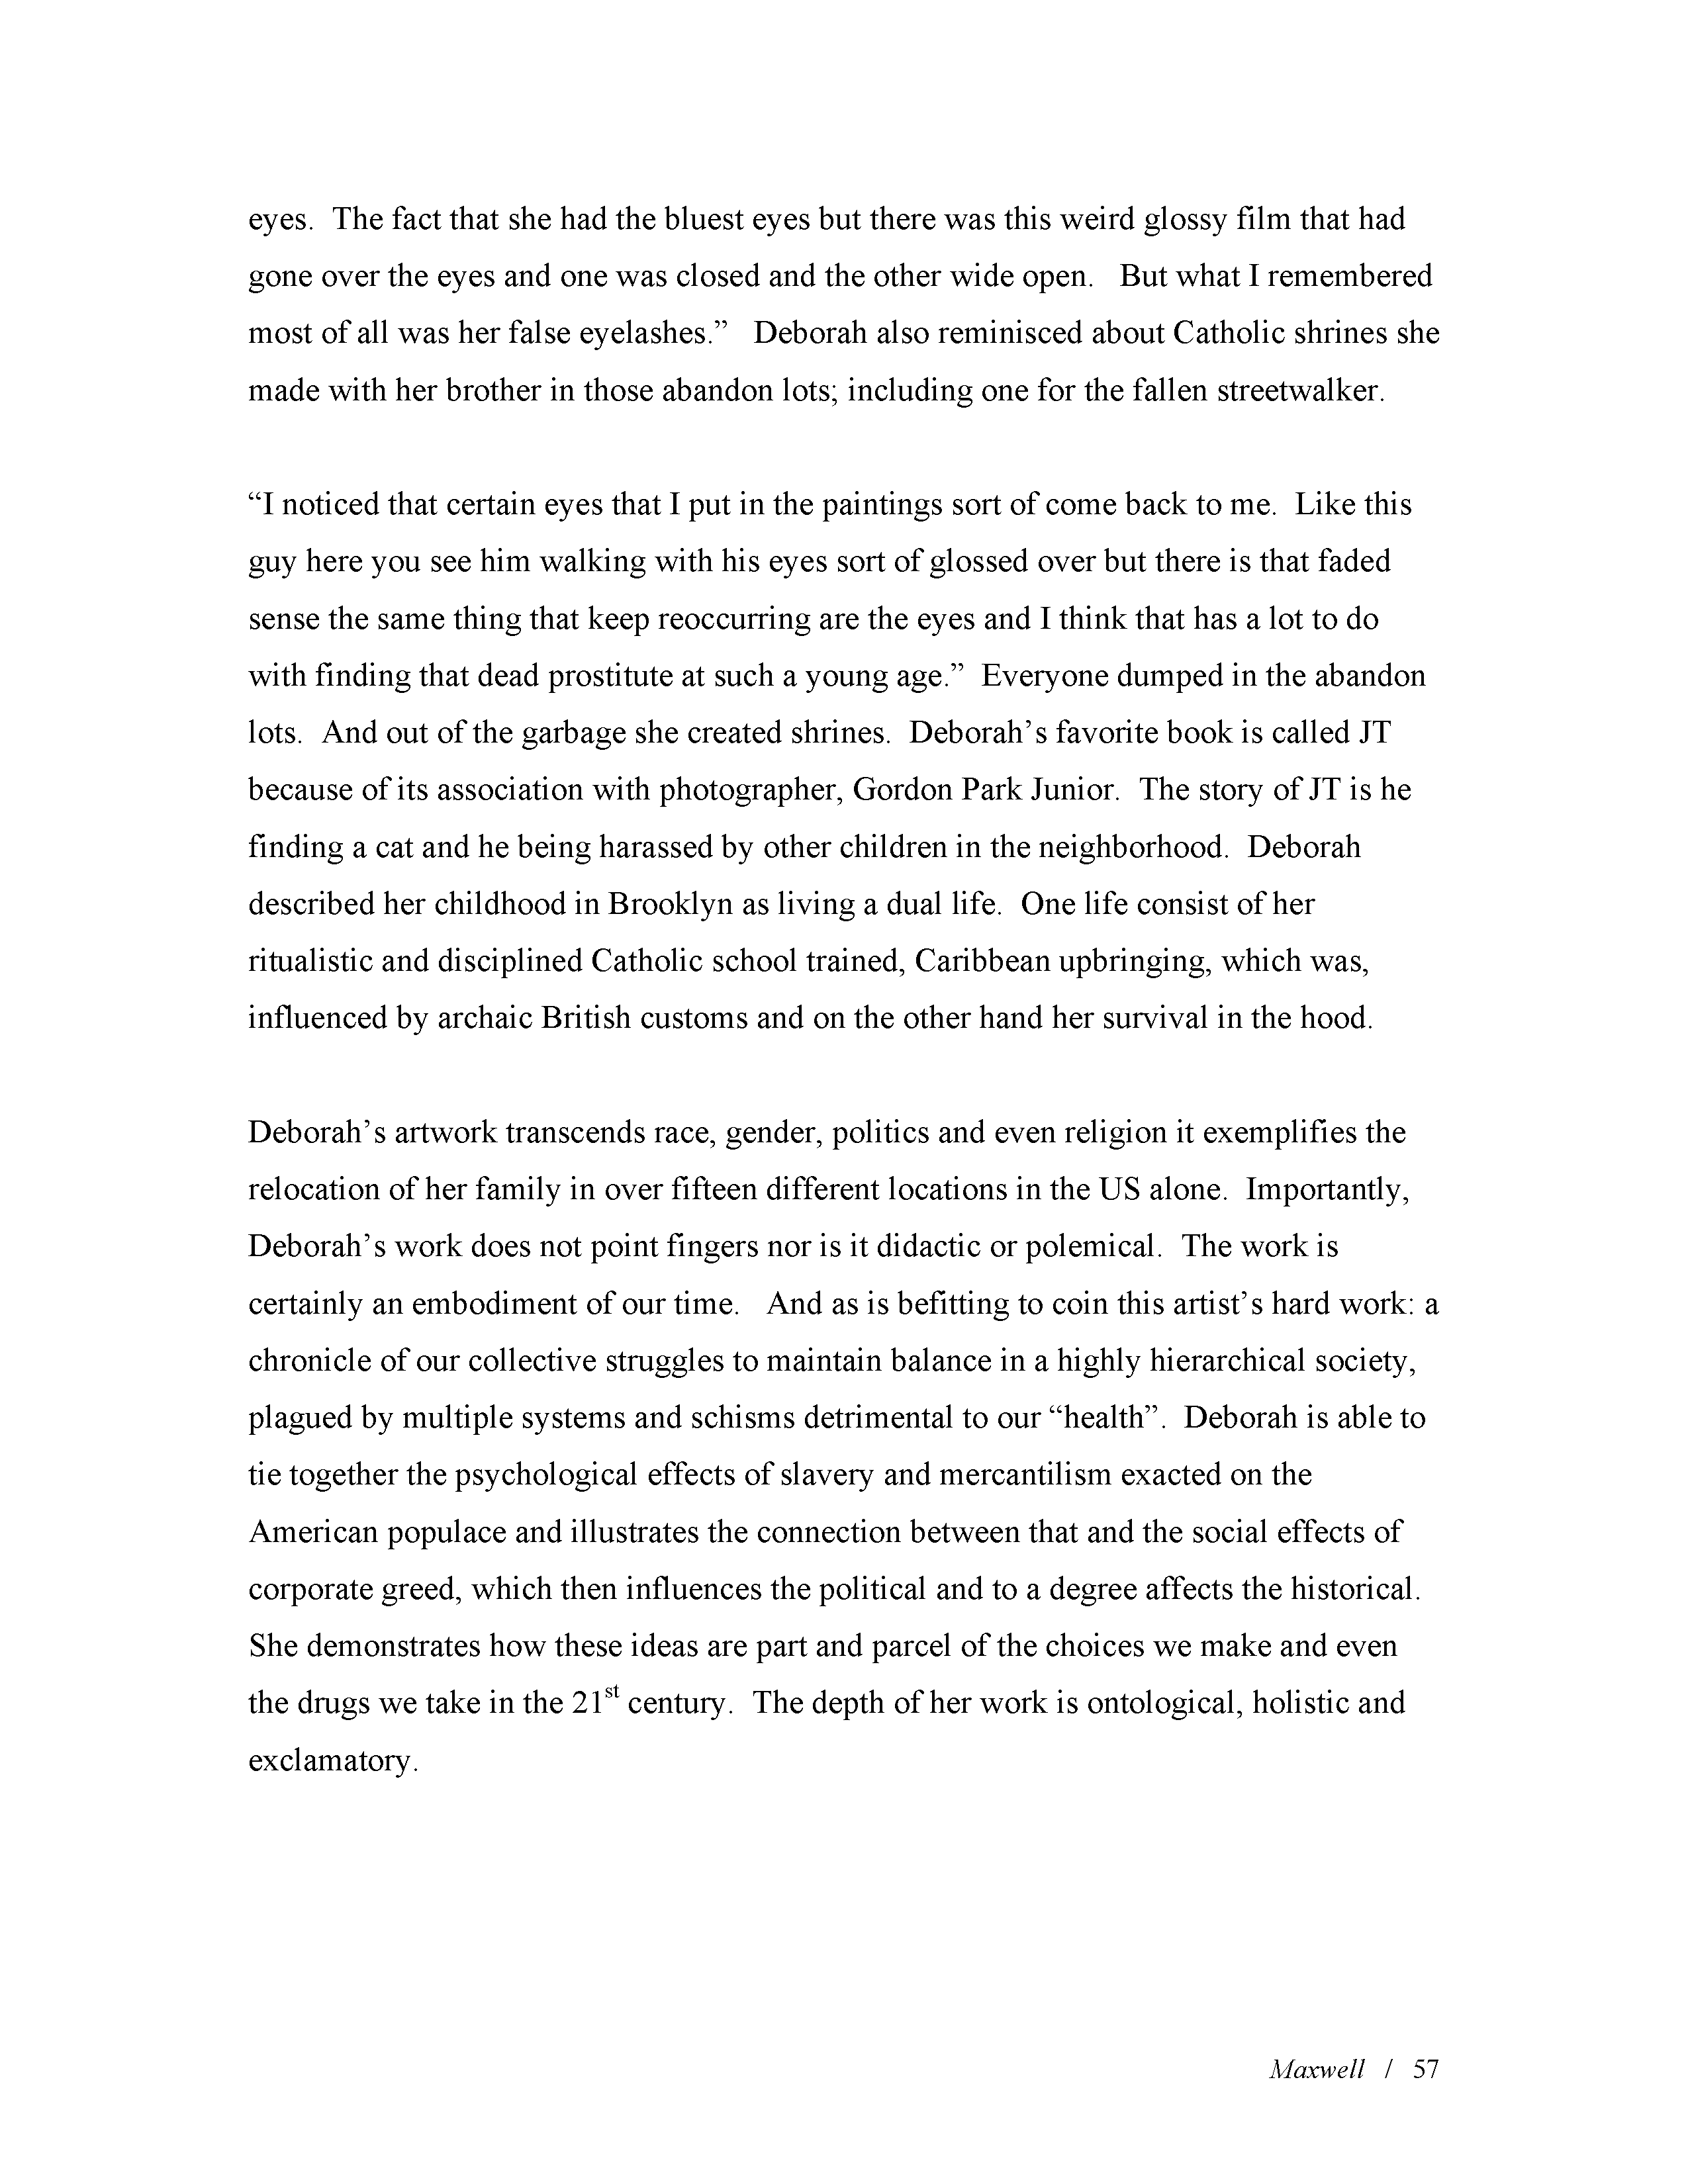 eyes.  The fact that she had the bluest eyes but there was this weird glossy film that had
gone over the eyes and one was closed and the other wide open.   But what I remembered
most of all was her false eyelashes.”   Deborah also reminisced about Catholic shrines she
made with her brother in those abandon lots; including one for the fallen streetwalker.

“I noticed that certain eyes that I put in the paintings sort of come back to me.  Like this
guy here you see him walking with his eyes sort of glossed over but there is that faded
sense the same thing that keep reoccurring are the eyes and I think that has a lot to do
with finding that dead prostitute at such a young age.”  Everyone dumped in the abandon
lots.  And out of the garbage she created shrines.  Deborah’s favorite book is called JT
because of its association with photographer, Gordon Park Junior.  The story of JT is he
finding a cat and he being harassed by other children in the neighborhood.  Deborah
described her childhood in Brooklyn as living a dual life.  One life consist of her
ritualistic and disciplined Catholic school trained, Caribbean upbringing, which was,
influenced by archaic British customs and on the other hand her survival in the hood.

Deborah’s artwork transcends race, gender, politics and even religion it exemplifies the
relocation of her family in over fifteen different locations in the US alone.  Importantly,
Deborah’s work does not point fingers nor is it didactic or polemical.  The work is
certainly an embodiment of our time.   And as is befitting to coin this artist’s hard work: a
chronicle of our collective struggles to maintain balance in a highly hierarchical society,
plagued by multiple systems and schisms detrimental to our “health”.  Deborah is able to
tie together the psychological effects of slavery and mercantilism exacted on the
American populace and illustrates the connection between that and the social effects of
corporate greed, which then influences the political and to a degree affects the historical.
She demonstrates how these ideas are part and parcel of the choices we make and even
the drugs we take in the 21st century.  The depth of her work is ontological, holistic and
exclamatory.

Maxwell  /  57